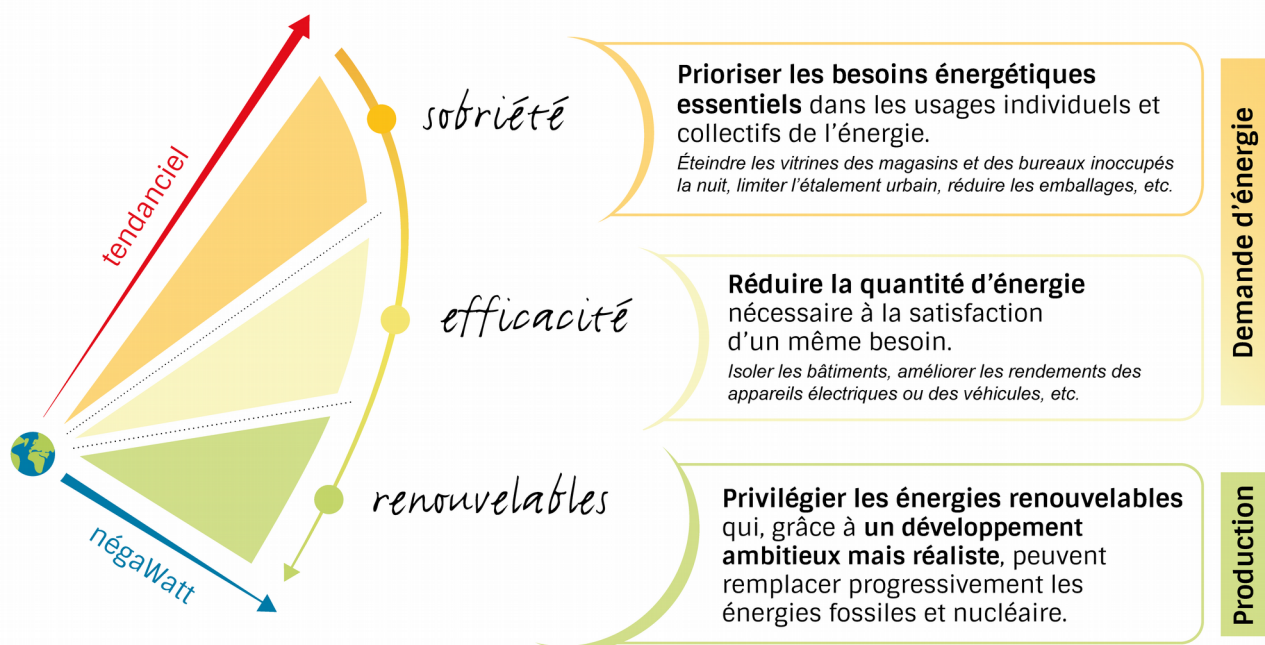 tendanciel
négaWatt
sobriété
Prioriser les besoins énergétiques
essentiels dans les usages individuels et
collectifs de l’énergie.
Éteindre les vitrines des magasins et des bureaux inoccupés
la nuit, limiter l’étalement urbain, réduire les emballages, etc.
efficacité
Réduire la quantité d’énergie
nécessaire à la satisfaction
d’un même besoin.
Isoler les bâtiments, améliorer les rendements des
appareils électriques ou des véhicules, etc.
Demande d’énergie
renouvelables
Privilégier les énergies renouvelables
qui, grâce à un développement
ambitieux mais réaliste, peuvent
remplacer progressivement les
énergies fossiles et nucléaire.
Production